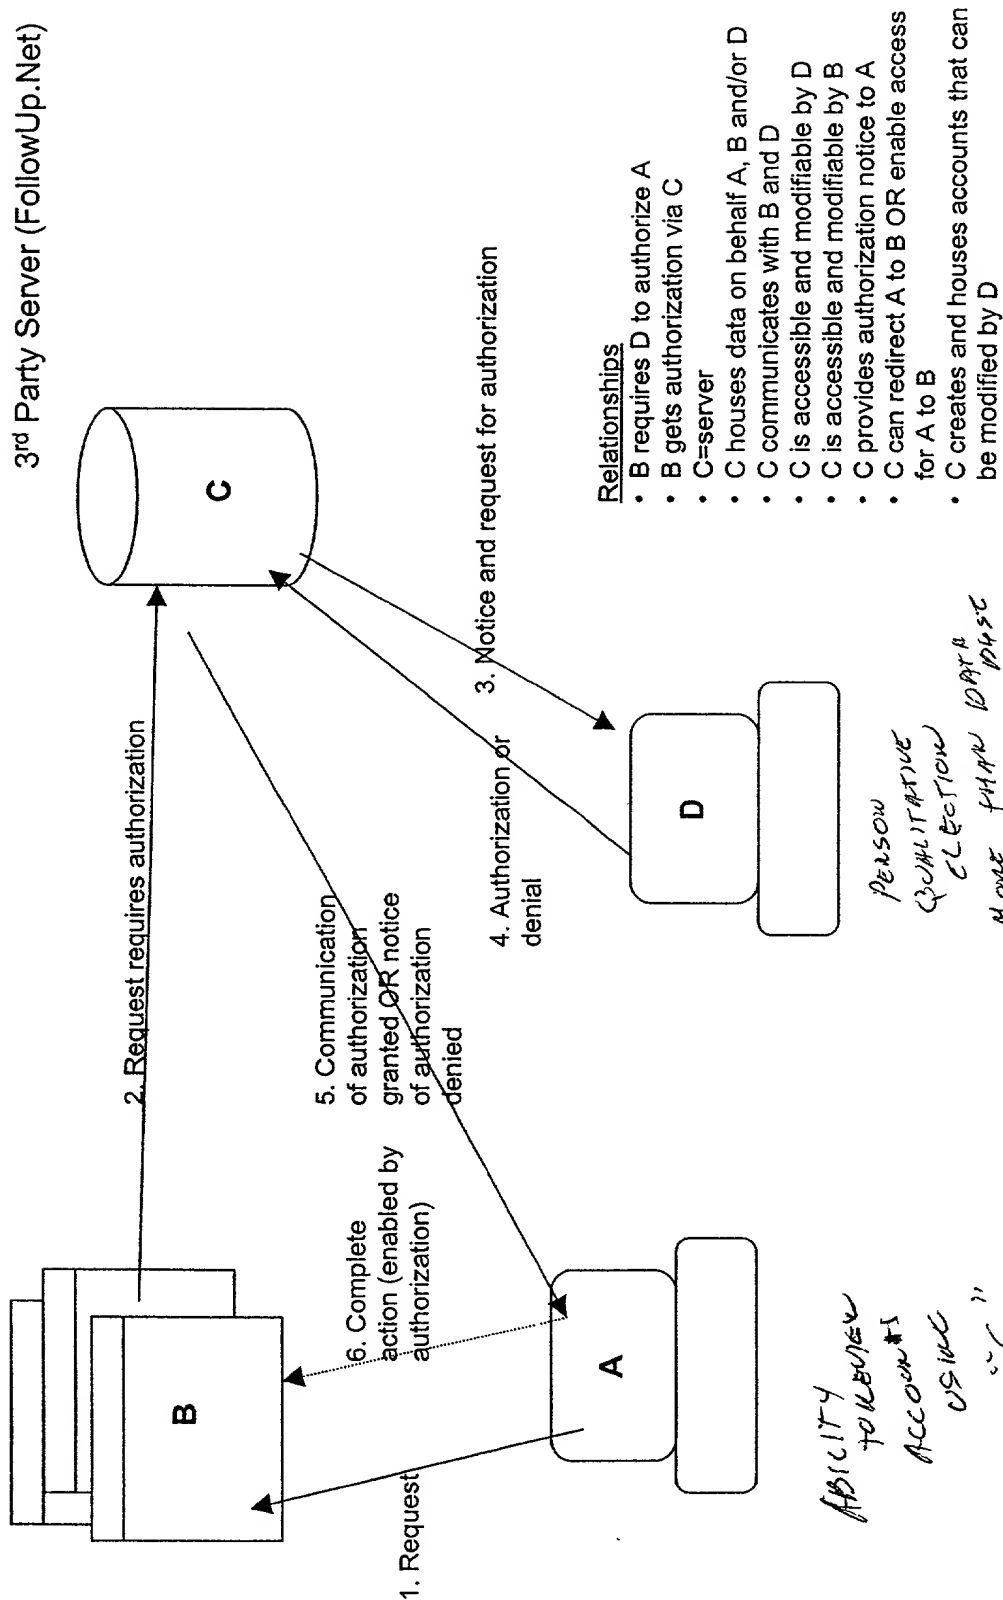 3rd Party Server (FollowUp.Net)
C
2. Request requires authorization
B
1. Request
6. Complete
action (enabled by
authorization)
5. Communication
of authorization
granted OR notice
of authorization
denied
4. Authorization or
denial
3. Notice and request for authorization
A
D
Relationships
• B requires D to authorize A
• B gets authorization via C
• C=server
• C houses data on behalf A, B and/or D
• C communicates with B and D
• C is accessible and modifiable by D
• C is accessible and modifiable by B
• C provides authorization notice to A
• C can redirect A to B OR enable access
for A to B
• C creates and houses accounts that can
be modified by D
ABILITY
TO REVIEW
ACCOUNTS
USING
PERSON
QUALITATIVE
ELECTION
MORE THAN DATA
BASE